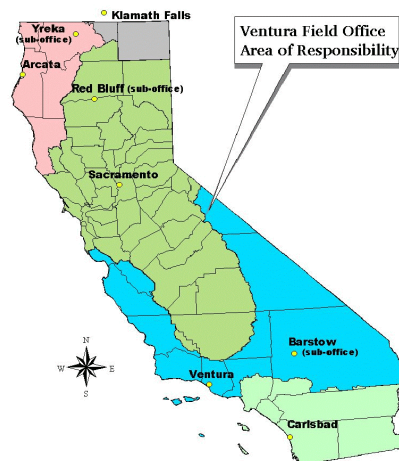 Klamath Falls
Yreka
(sub-office)
Ventura Field Office
Area of Responsibility
Arcata
Red Bluff (sub-office)
Sacramento
N
W E
S
Barstow
(sub-office)
Ventura
Carlsbad